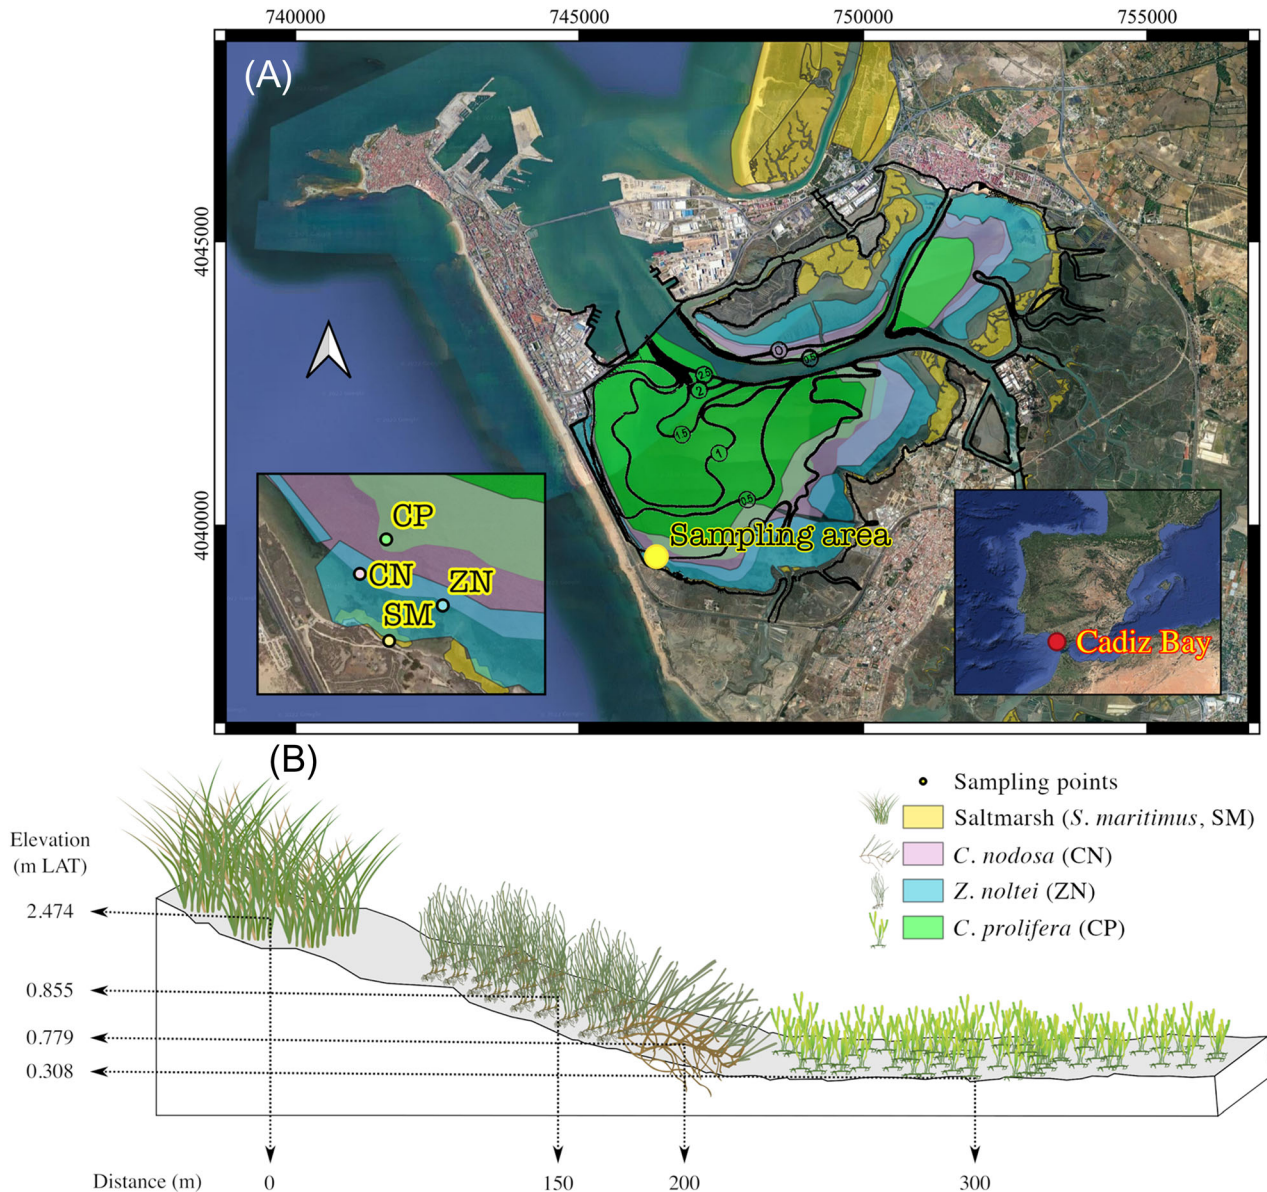 740000
745000
750000
755000
(A)
4045000
4040000
0
0.5
2.5
2
1.5
1
0.5
Sampling area
CP
CN
ZN
SM
Cadiz Bay
(B)
Sampling points
Saltmarsh (S. maritimus, SM)
C. nodosa (CN)
Z. noltei (ZN)
C. prolifera (CP)
Elevation
(m LAT)
2.474
0.855
0.779
0.308
Distance (m)
0
150
200
300